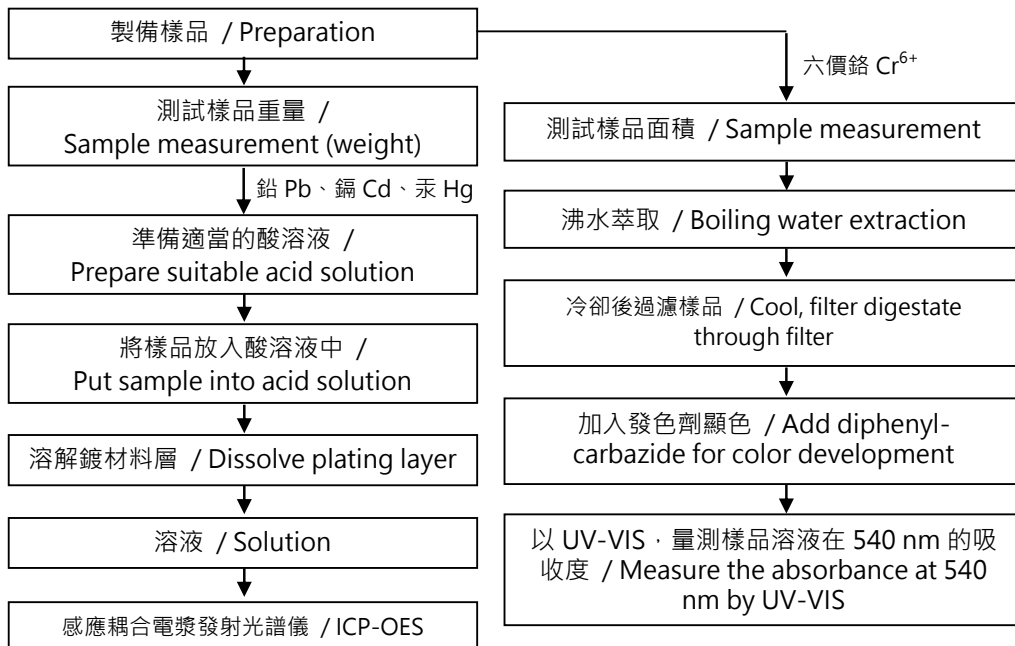 製備樣品 / Preparation
測試樣品重量 /
Sample measurement (weight)
鉛 Pb、鎘 Cd、汞 Hg
準備適當的酸溶液 /
Prepare suitable acid solution
將樣品放入酸溶液中 /
Put sample into acid solution
溶解鍍材料層 / Dissolve plating layer
溶液 / Solution
感應耦合電漿發射光譜儀 / ICP-OES
六價鉻 Cr⁶⁺
測試樣品面積 / Sample measurement
沸水萃取 / Boiling water extraction
冷卻後過濾樣品 / Cool, filter digestate
through filter
加入發色劑顯色 / Add diphenyl-
carbazide for color development
以 UV-VIS，量測樣品溶液在 540 nm 的吸
收度 / Measure the absorbance at 540
nm by UV-VIS